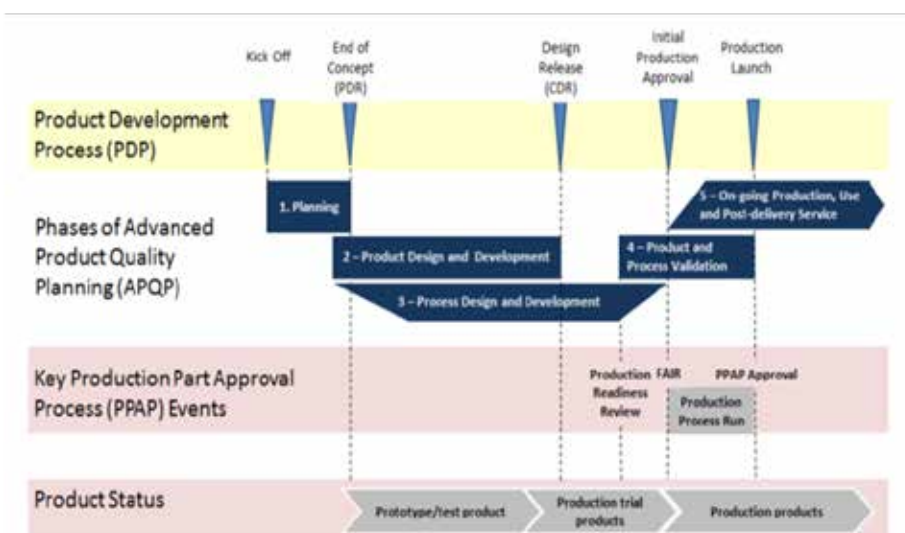 Kick Off
End of
Concept
(PDR)
Design
Release
(CDR)
Initial
Production
Approval
Production
Launch
Product Development
Process (PDP)
Phases of Advanced
Product Quality
Planning (APQP)
1. Planning
5 – On-going Production, Use
and Post-delivery Service
2 – Product Design and Development
4 – Product and
Process Validation
3 – Process Design and Development
Key Production Part Approval
Process (PPAP) Events
Production
Readiness
Review
FAIR
PPAP Approval
Production
Process Run
Product Status
Prototype/test product
Production trial
products
Production products